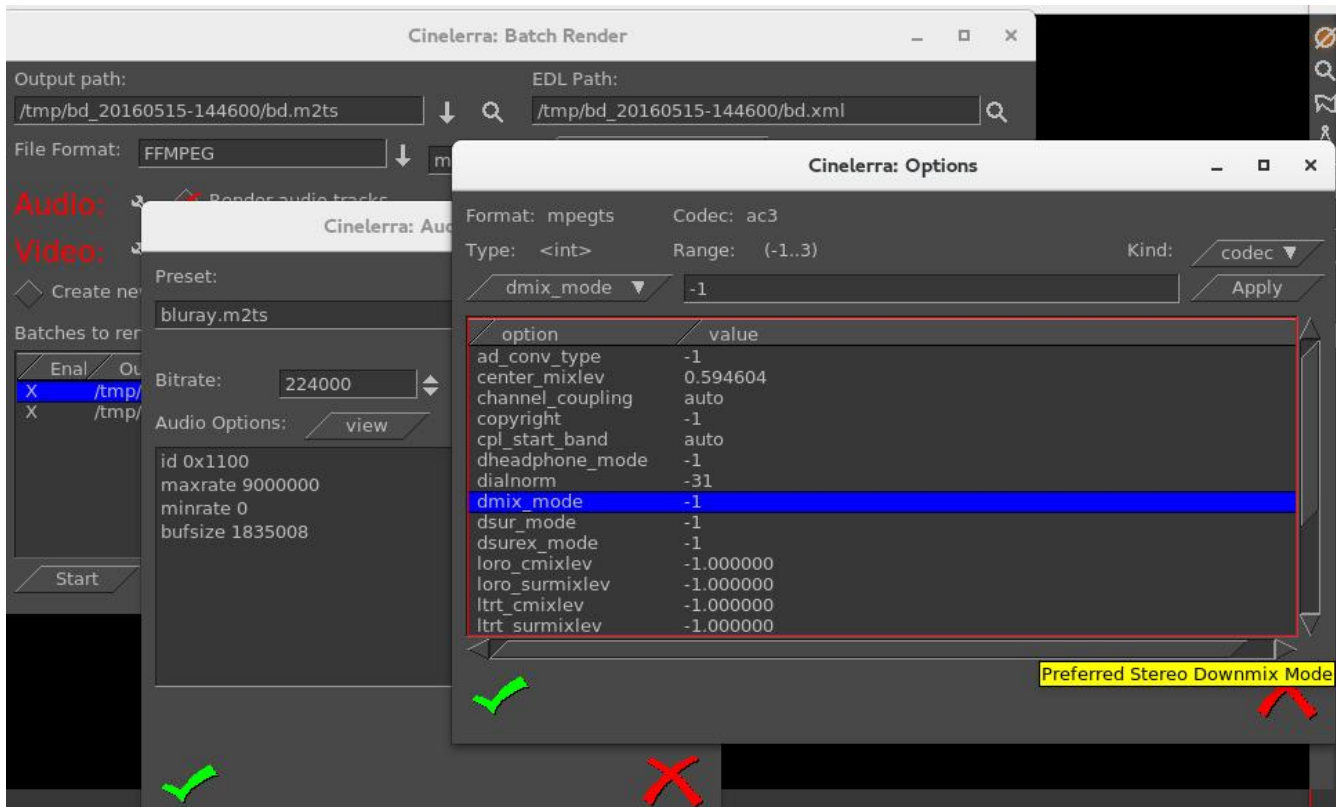 Cinelerra: Batch Render
Output path:
EDL Path:
/tmp/bd_20160515-144600/bd.m2ts
/tmp/bd_20160515-144600/bd.xml
File Format:
FFMPEG
m
Audio:
Render audio tracks
Video:
Create ne
Batches to rer
Enal
Ou
X /tmp/
X /tmp/
Start
Cinelerra: Aud
Preset:
bluray.m2ts
Bitrate:
224000
Audio Options:
view
id 0x1100
maxrate 9000000
minrate 0
bufsize 1835008
Cinelerra: Options
Format: mpegts
Codec: ac3
Type: <int>
Range: (-1..3)
Kind:
codec
dmix_mode
-1
Apply
option value
ad_conv_type -1
center_mixlev 0.594604
channel_coupling auto
copyright -1
cpl_start_band auto
dheadphone_mode -1
dialnorm -31
dmix_mode -1
dsur_mode -1
dsurex_mode -1
loro_cmixlev -1.000000
loro_surmixlev -1.000000
ltrt_cmixlev -1.000000
ltrt_surmixlev -1.000000
Preferred Stereo Downmix Mode